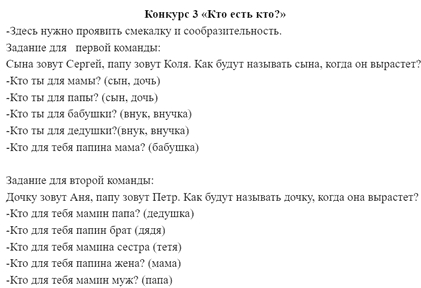 Конкурс 3 «Кто есть кто?»
-Здесь нужно проявить смекалку и сообразительность.
Задание для первой команды:
Сына зовут Сергей, папу зовут Коля. Как будут называть сына, когда он вырастет?
-Кто ты для мамы? (сын, дочь)
-Кто ты для папы? (сын, дочь)
-Кто ты для бабушки? (внук, внучка)
-Кто ты для дедушки?(внук, внучка)
-Кто для тебя папина мама? (бабушка)
Задание для второй команды:
Дочку зовут Аня, папу зовут Петр. Как будут называть дочку, когда она вырастет?
-Кто для тебя мамин папа? (дедушка)
-Кто для тебя папин брат (дядя)
-Кто для тебя мамина сестра (тетя)
-Кто для тебя папина жена? (мама)
-Кто для тебя мамин муж? (папа)